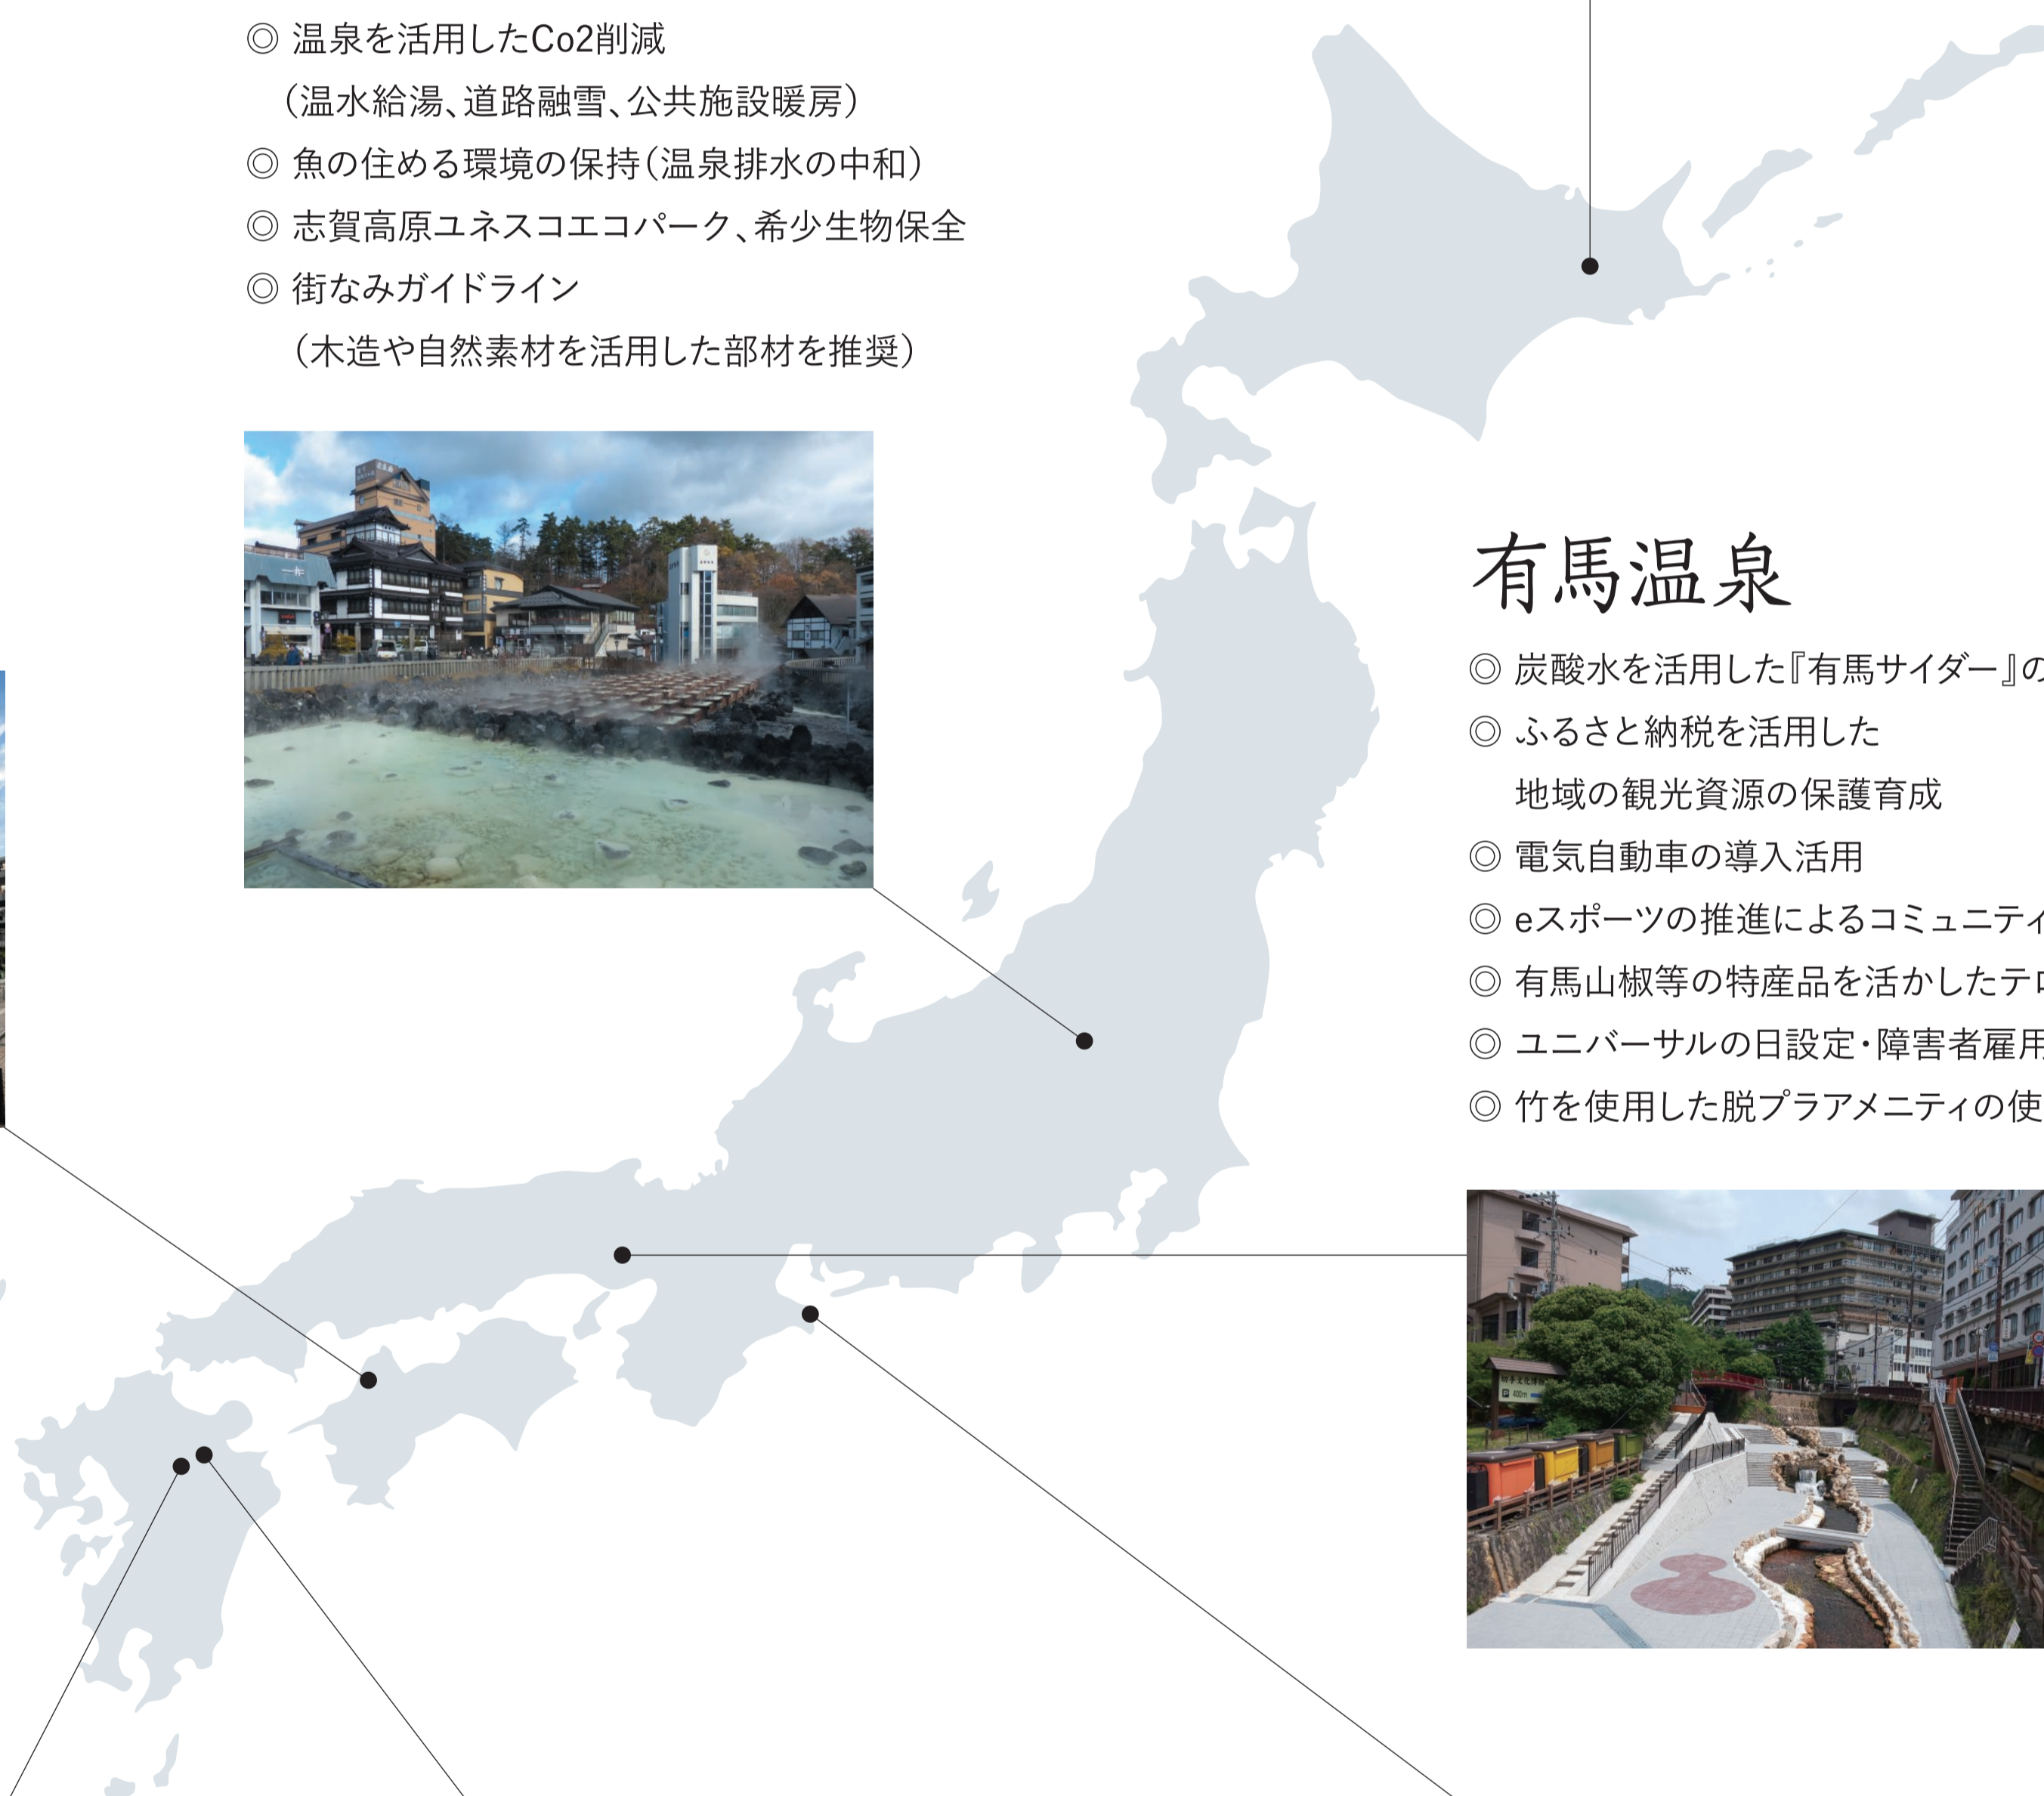 ◎ 温泉を活用したCo2削減
（温水給湯、道路融雪、公共施設暖房）
◎ 魚の住める環境の保持（温泉排水の中和）
◎ 志賀高原ユネスコエコパーク、希少生物保全
◎ 街なみガイドライン
（木造や自然素材を活用した部材を推奨）
有馬温泉
◎ 炭酸水を活用した『有馬サイダー』の
◎ ふるさと納税を活用した
地域の観光資源の保護育成
◎ 電気自動車の導入活用
◎ eスポーツの推進によるコミュニティ
◎ 有馬山椒等の特産品を活かしたテロ
◎ ユニバーサルの日設定・障害者雇用
◎ 竹を使用した脱プラアメニティの使
P 400m